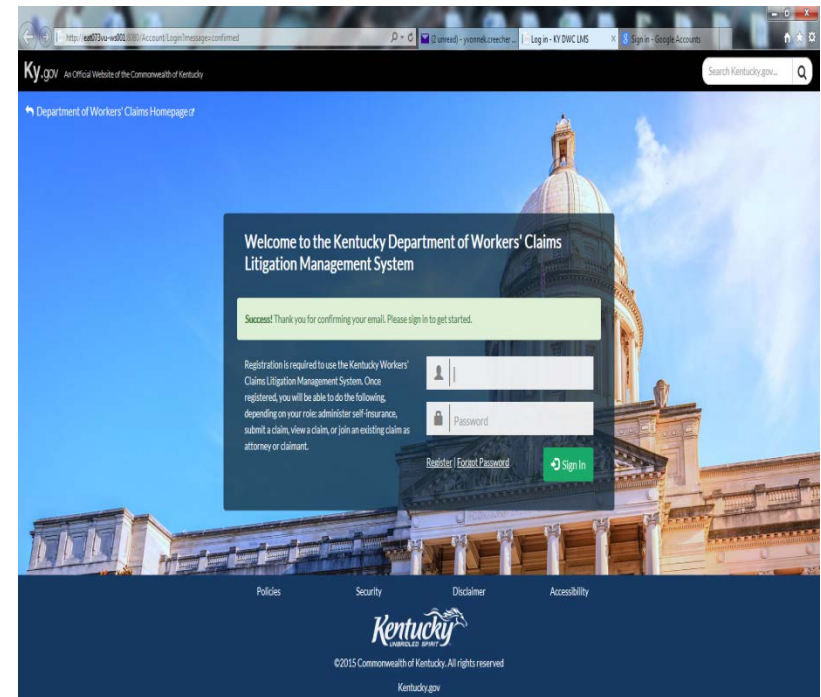 http://eat073vu-ws001:8080/Account/Login?message=confirmed
(2 unread) - yvonnek.creecher ...
Log in - KY DWC LMS
Sign in - Google Accounts
Ky.gov An Official Website of the Commonwealth of Kentucky
Search Kentucky.gov...
Department of Workers' Claims Homepage
Welcome to the Kentucky Department of Workers' Claims
Litigation Management System
Success! Thank you for confirming your email. Please sign in to get started.
Registration is required to use the Kentucky Workers'
Claims Litigation Management System. Once
registered, you will be able to do the following,
depending on your role: administer self-insurance,
submit a claim, view a claim, or join an existing claim as
attorney or claimant.
Password
Register | Forgot Password
Sign In
Policies
Security
Disclaimer
Accessibility
Kentucky
UNBRIDLED SPIRIT
©2015 Commonwealth of Kentucky. All rights reserved
Kentucky.gov